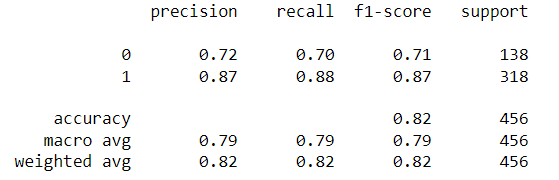 precision recall f1-score support
0 0.72 0.70 0.71 138
1 0.87 0.88 0.87 318
accuracy 0.82 456
macro avg 0.79 0.79 0.79 456
weighted avg 0.82 0.82 0.82 456